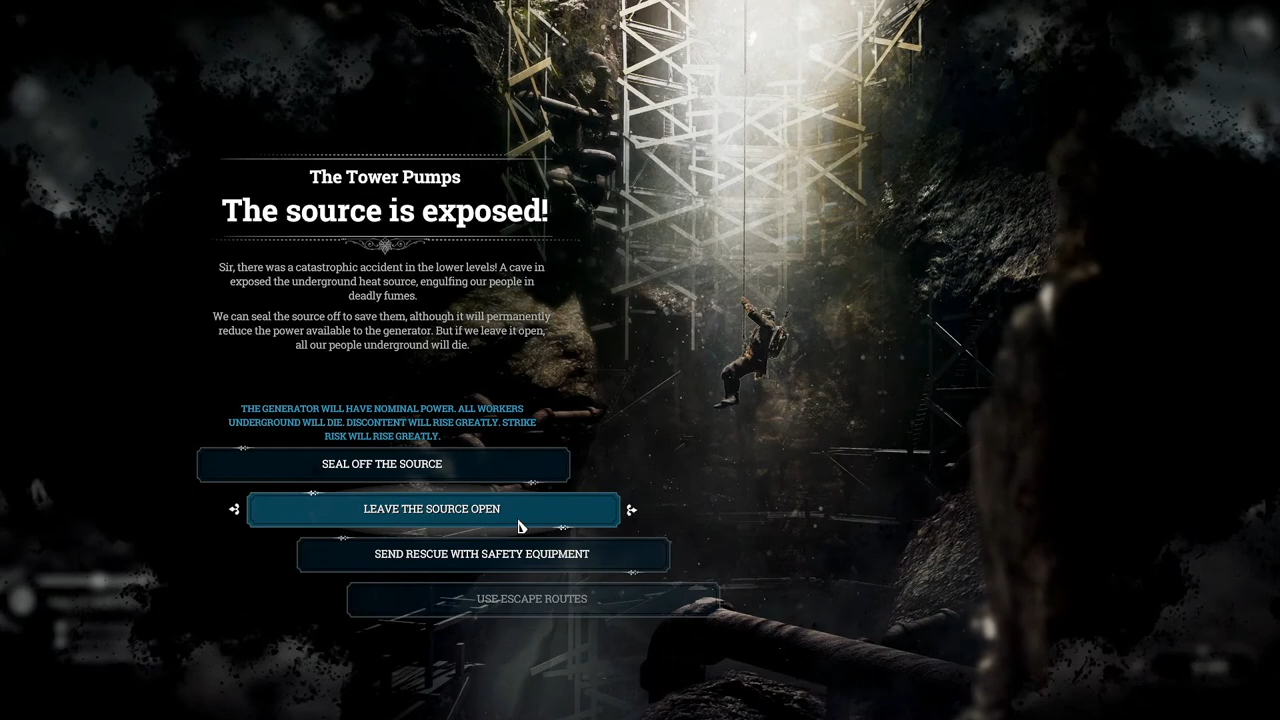 The Tower Pumps
The source is exposed!
Sir, there was a catastrophic accident in the lower levels! A cave in
exposed the underground heat source, engulfing our people in
deadly fumes.
We can seal the source off to save them, although it will permanently
reduce the power available to the generator. But if we leave it open,
all our people underground will die.
THE GENERATOR WILL HAVE NOMINAL POWER. ALL WORKERS
UNDERGROUND WILL DIE. DISCONTENT WILL RISE GREATLY. STRIKE
RISK WILL RISE GREATLY.
SEAL OFF THE SOURCE
LEAVE THE SOURCE OPEN
SEND RESCUE WITH SAFETY EQUIPMENT
USE ESCAPE ROUTES